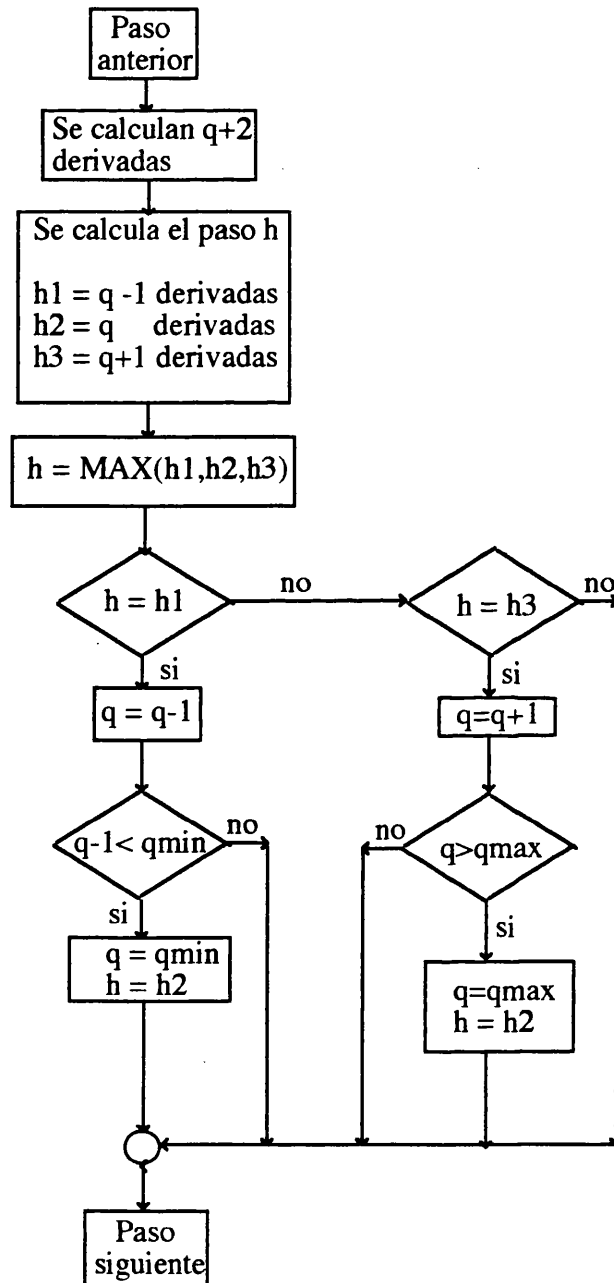 Paso
anterior
Se calculan q+2
derivadas
Se calcula el paso h
h1 = q -1 derivadas
h2 = q derivadas
h3 = q+1 derivadas
h = MAX(h1,h2,h3)
h = h1
no
h = h3
no
si
si
q = q-1
q=q+1
q-1< qmin
no
no
q>qmax
si
si
q = qmin
h = h2
q=qmax
h = h2
Paso
siguiente